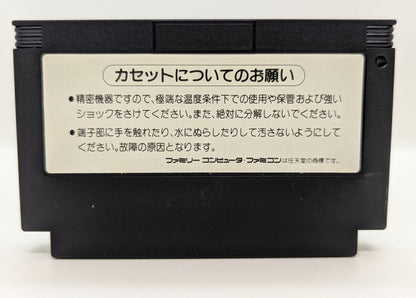 カセットについてのお願い
●精密機器ですので、極端な温度条件下での使用や保管および強い
ショックをさけてください。また、絶対に分解しないでください。
●端子部に手を触れたり、水にぬらしたりして汚さないようにして
ください。故障の原因となります。
ファミリーコンピュータ・ファミコンは任天堂の商標です。